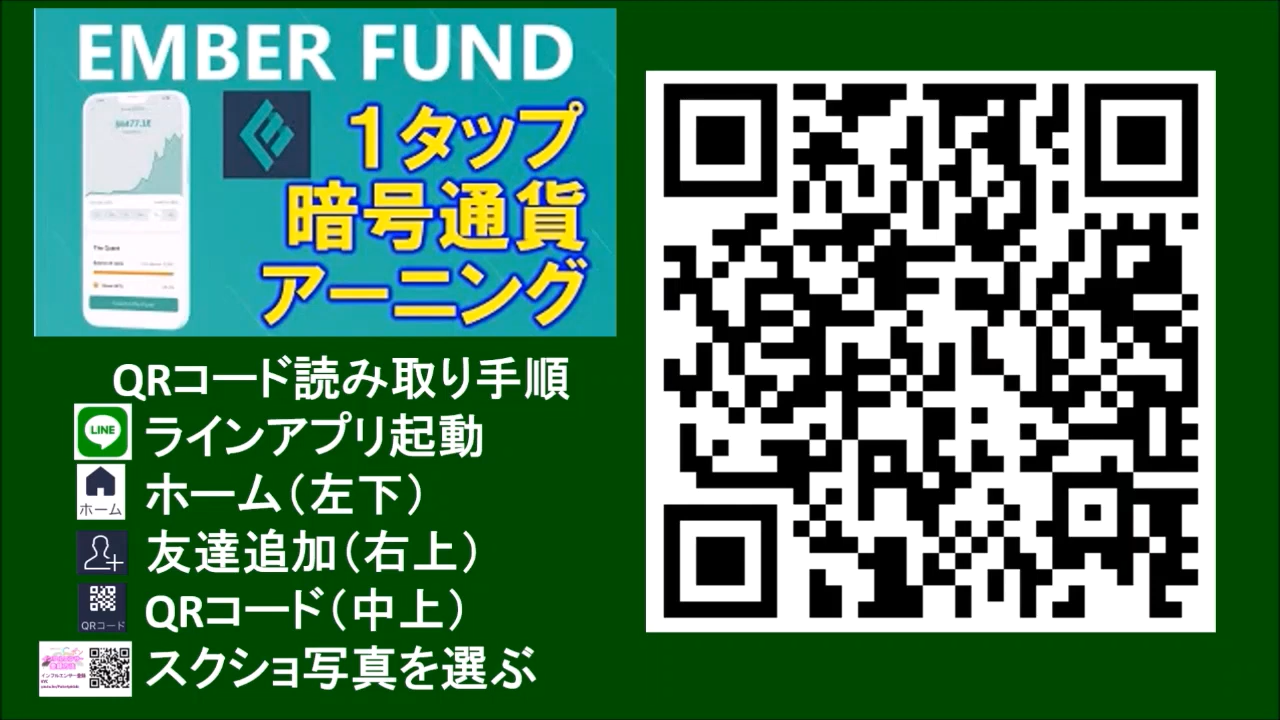 EMBER FUND
1タップ
暗号通貨
アーニング
QRコード読み取り手順
LINE
ラインアプリ起動
ホーム
ホーム(左下)
友達追加(右上)
QRコード
QRコード(中上)
スクショ写真を選ぶ